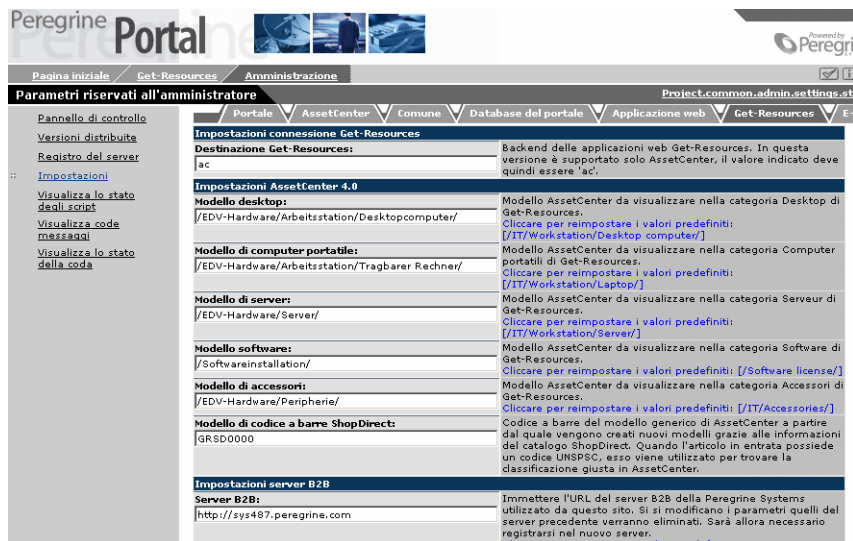 Peregrine Portal
Powered by
Pagina iniziale Get-Resources Amministrazione
Parametri riservati all'amministratore
Portale AssetCenter Comune Database del portale Applicazione web Get-Resources
Pannello di controllo
Versioni distribuite
Registro del server
Impostazioni
Visualizza lo stato
degli script
Visualizza code
messaggi
Visualizza lo stato
della coda
Impostazioni connessione Get-Resources
Destinazione Get-Resources:
ac
Backend delle applicazioni web Get-Resources. In questa
versione è supportato solo AssetCenter, il valore indicato deve
quindi essere 'ac'.
Impostazioni AssetCenter 4.0
Modello desktop:
/EDV-Hardware/Arbeitsstation/Desktopcomputer/
Modello AssetCenter da visualizzare nella categoria Desktop di
Get-Resources.
Cliccare per reimpostare i valori predefiniti:
[/IT/Workstation/Desktop computer/]
Modello di computer portatile:
/EDV-Hardware/Arbeitsstation/Tragbarer Rechner/
Modello AssetCenter da visualizzare nella categoria Computer
portatili di Get-Resources.
Cliccare per reimpostare i valori predefiniti:
[/IT/Workstation/Laptop/]
Modello di server:
/EDV-Hardware/Server/
Modello AssetCenter da visualizzare nella categoria Serveur di
Get-Resources.
Cliccare per reimpostare i valori predefiniti:
[/IT/Workstation/Server/]
Modello software:
/Softwareinstallation/
Modello AssetCenter da visualizzare nella categoria Software di
Get-Resources.
Cliccare per reimpostare i valori predefiniti: [/Software license/]
Modello di accessori:
/EDV-Hardware/Peripherie/
Modello AssetCenter da visualizzare nella categoria Accessori di
Get-Resources.
Cliccare per reimpostare i valori predefiniti: [/IT/Accessories/]
Modello di codice a barre ShopDirect:
GRSD0000
Codice a barre del modello generico di AssetCenter a partire
dal quale vengono creati nuovi modelli grazie alle informazioni
del catalogo ShopDirect. Quando l'articolo in entrata possiede
un codice UNSPSC, esso viene utilizzato per trovare la
classificazione giusta in AssetCenter.
Impostazioni server B2B
Server B2B:
http://sys487.peregrine.com
Immettere l'URL del server B2B della Peregrine Systems
utilizzato da questo sito. Si si modificano i parametri quelli del
server precedente verranno eliminati. Sarà allora necessario
registrarsi nel nuovo server.